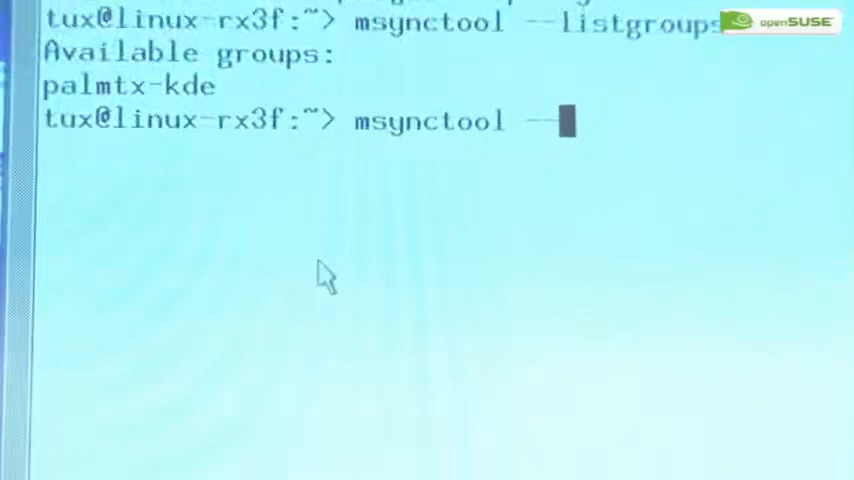 tux@linux-rx3f:~> msynctool --listgroups
openSUSE
Available groups:
palmtx-kde
tux@linux-rx3f:~> msynctool --